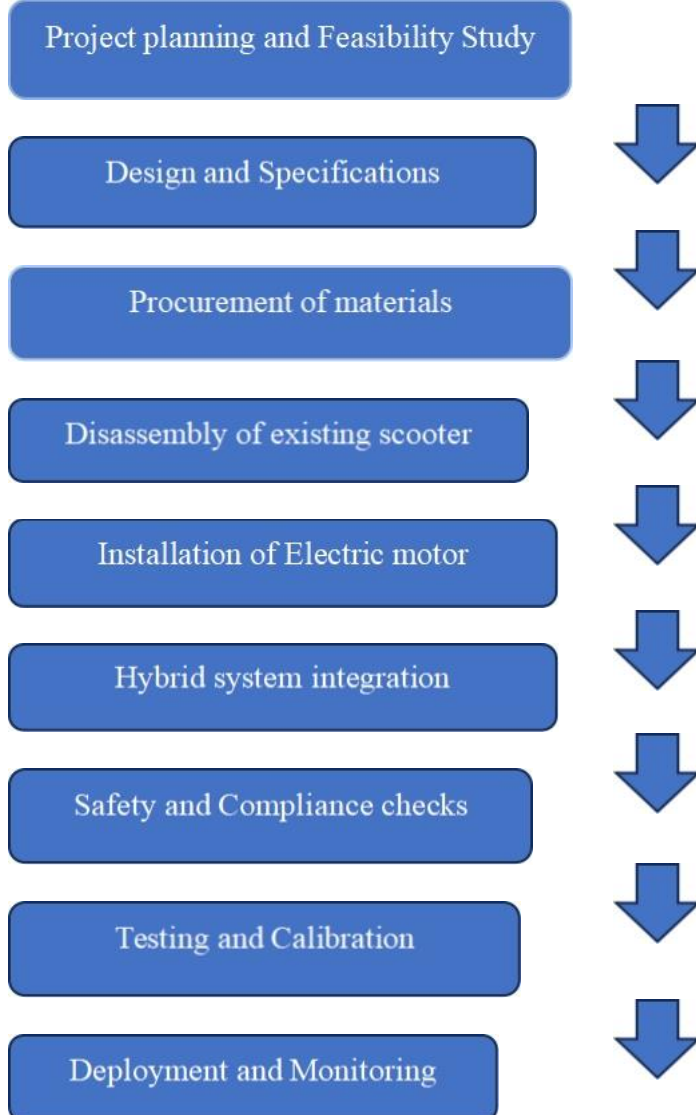 Project planning and Feasibility Study
Design and Specifications
Procurement of materials
Disassembly of existing scooter
Installation of Electric motor
Hybrid system integration
Safety and Compliance checks
Testing and Calibration
Deployment and Monitoring